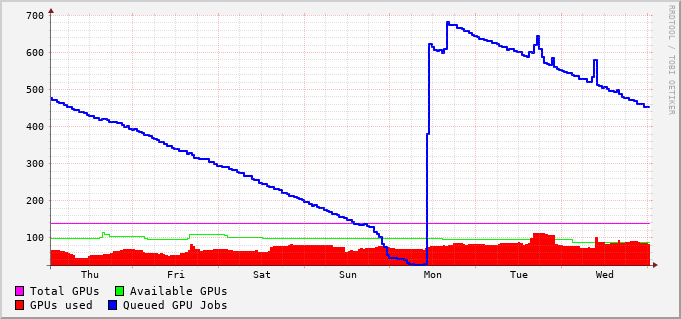 700
600
500
400
300
200
100
Thu Fri Sat Sun Mon Tue Wed
Total GPUs Available GPUs
GPUs used Queued GPU Jobs
RRDTOOL / TOBI OETIKER